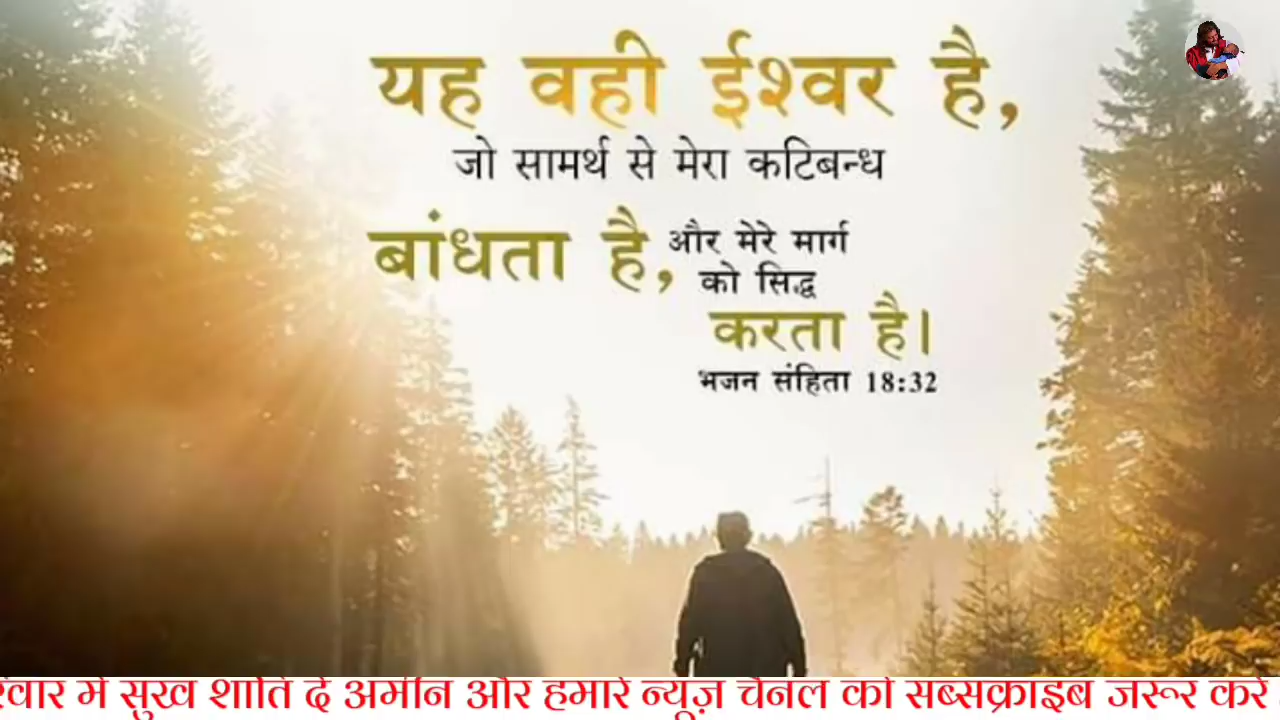 यह वही ईश्वर है,
जो सामर्थ से मेरा कटिबन्ध
बांधता है, और मेरे मार्ग
को सिद्ध
करता है।
भजन संहिता 18:32
में सुख शांति दे अमीन और हमारे न्यूज़ चैनल को सब्सक्राइब जरूर करें